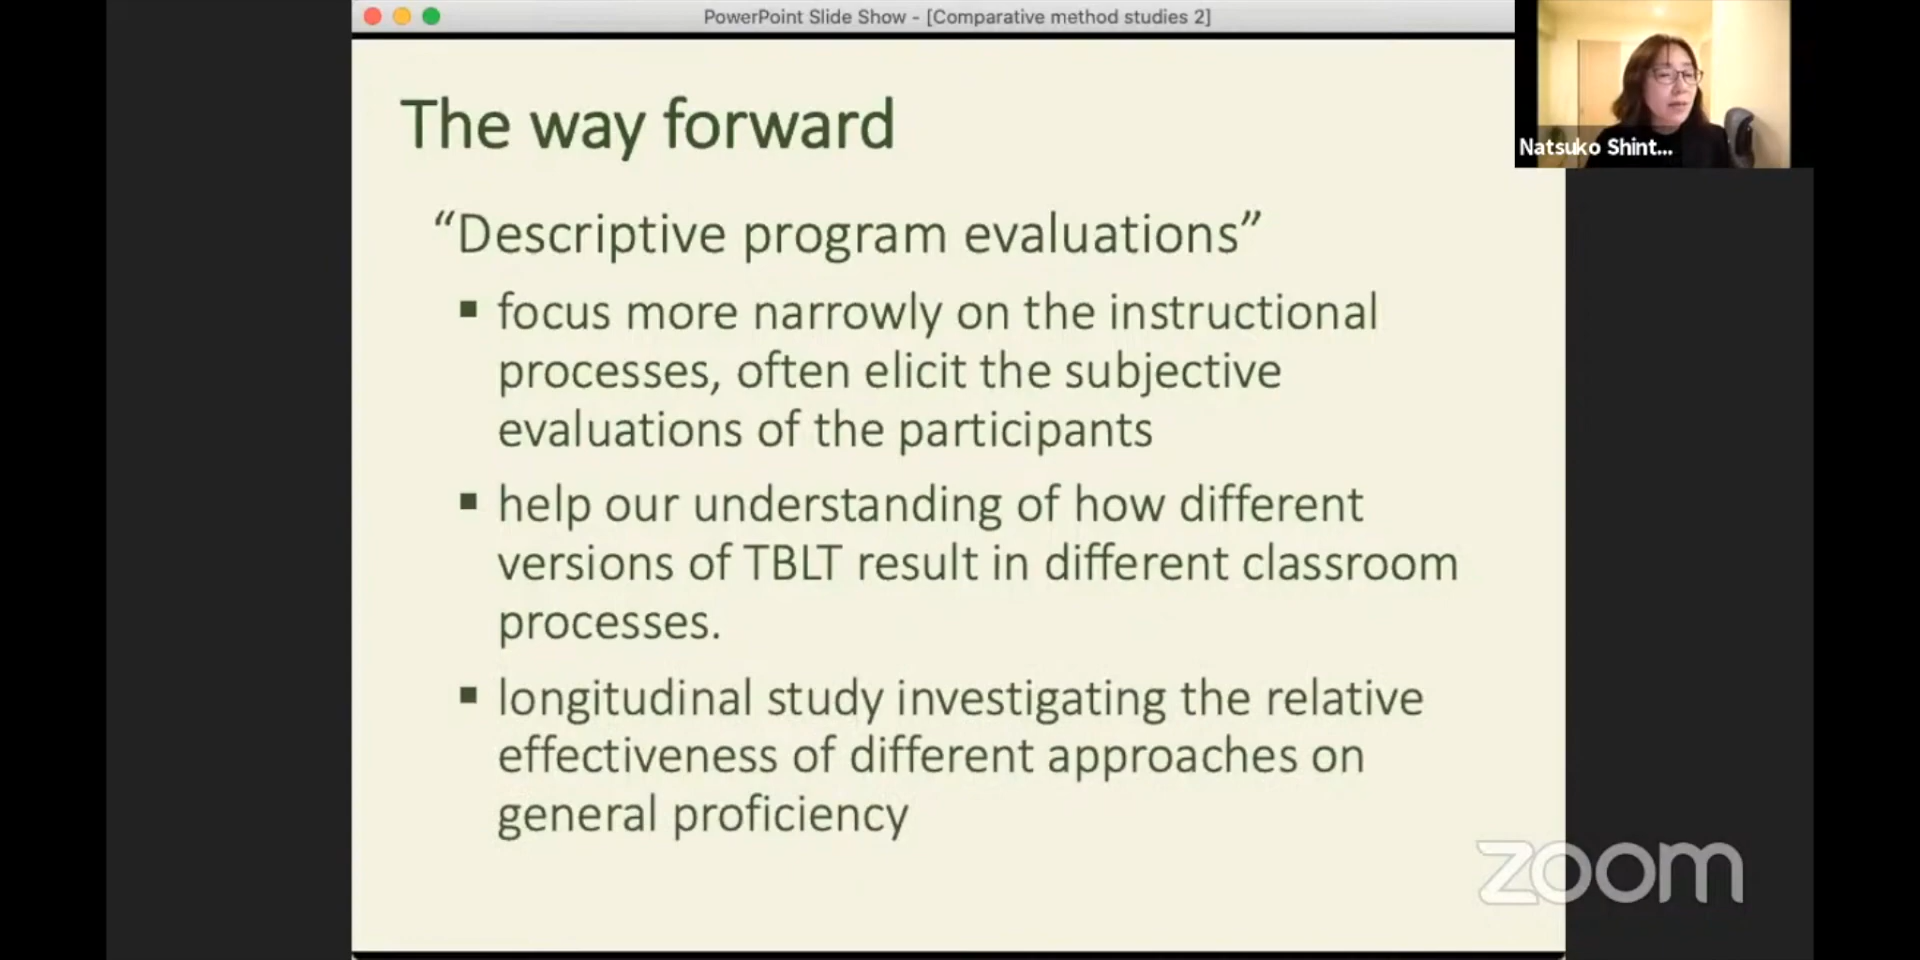 PowerPoint Slide Show - [Comparative method studies 2]
Natsuko Shint...
The way forward
“Descriptive program evaluations”
▪ focus more narrowly on the instructional
processes, often elicit the subjective
evaluations of the participants
▪ help our understanding of how different
versions of TBLT result in different classroom
processes.
▪ longitudinal study investigating the relative
effectiveness of different approaches on
general proficiency
zoom